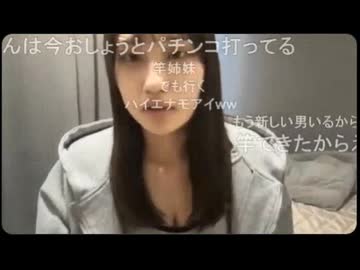 んは今おしょうとパチンコ打ってる
竿姉妹
でも行く
ハイエナモアイww
もう新しい男いるから
竿できたからえ